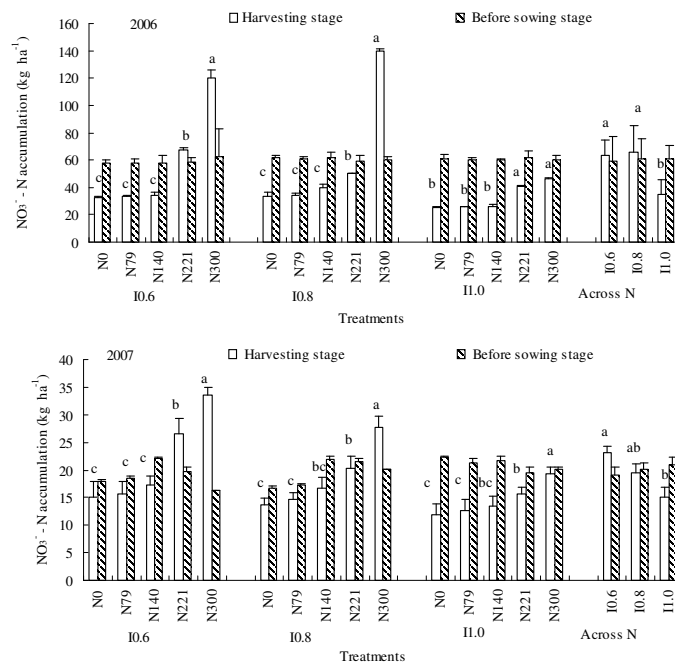 2006
Harvesting stage
Before sowing stage
NO3- - N accumulation (kg ha-1)
160
140
120
100
80
60
40
20
0
c c c b a
c c c b a
b b b a a
a a b
N0 N79 N140 N221 N300
N0 N79 N140 N221 N300
N0 N79 N140 N221 N300
I0.6 I0.8 I1.0
I0.6 I0.8 I1.0 Across N
Treatments
2007
Harvesting stage
Before sowing stage
NO3- - N accumulation (kg ha-1)
40
35
30
25
20
15
10
5
0
c c c b a
c c bc b a
c c bc b a
a ab b
N0 N79 N140 N221 N300
N0 N79 N140 N221 N300
N0 N79 N140 N221 N300
I0.6 I0.8 I1.0
I0.6 I0.8 I1.0 Across N
Treatments